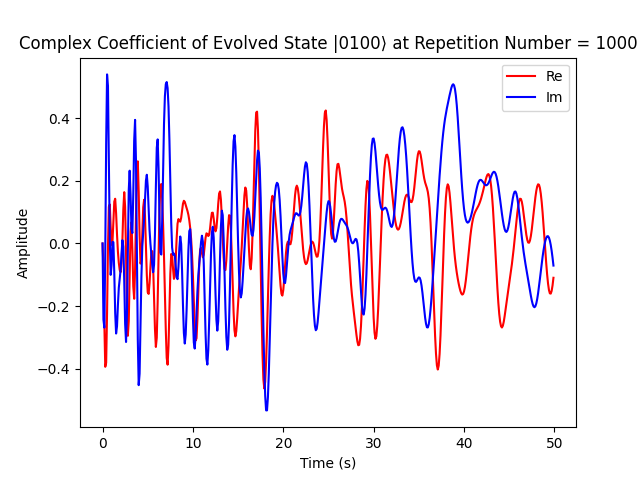 Complex Coefficient of Evolved State |0100⟩ at Repetition Number = 1000
Re
Im
Amplitude
0.4
0.2
0.0
−0.2
−0.4
0
10
20
30
40
50
Time (s)